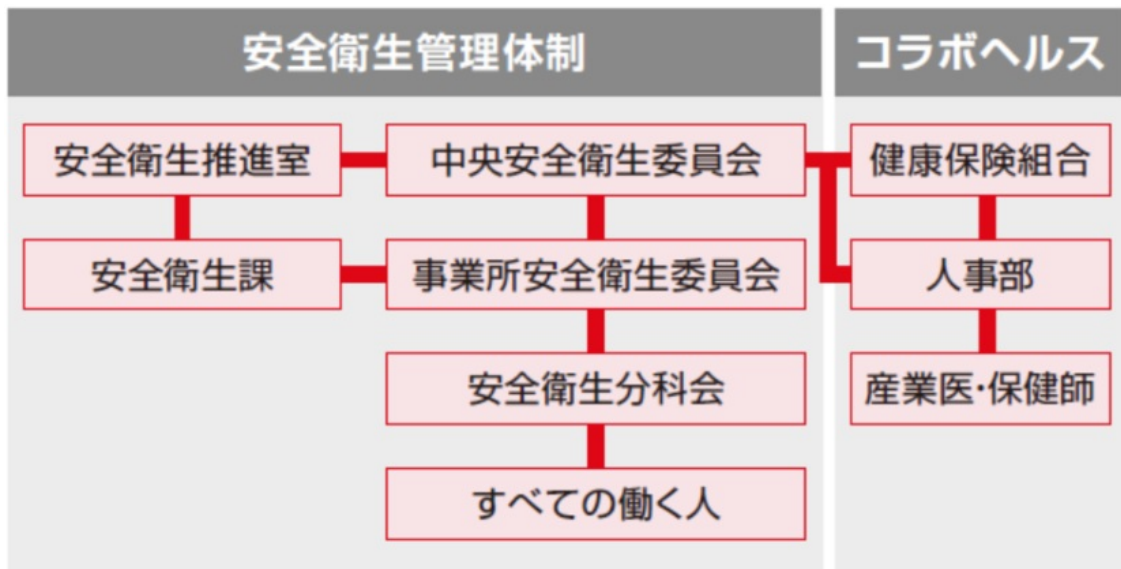 安全衛生管理体制
コラボヘルス
安全衛生推進室
中央安全衛生委員会
健康保険組合
安全衛生課
事業所安全衛生委員会
人事部
安全衛生分科会
産業医・保健師
すべての働く人